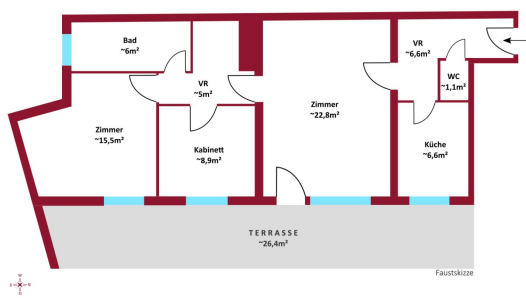 Bad
~6m²
VR
~6,6m²
WC
~1,1m²
VR
~5m²
Zimmer
~22,8m²
Zimmer
~15,5m²
Kabinett
~8,9m²
Küche
~6,6m²
TERRASSE
~26,4m²
Faustskizze